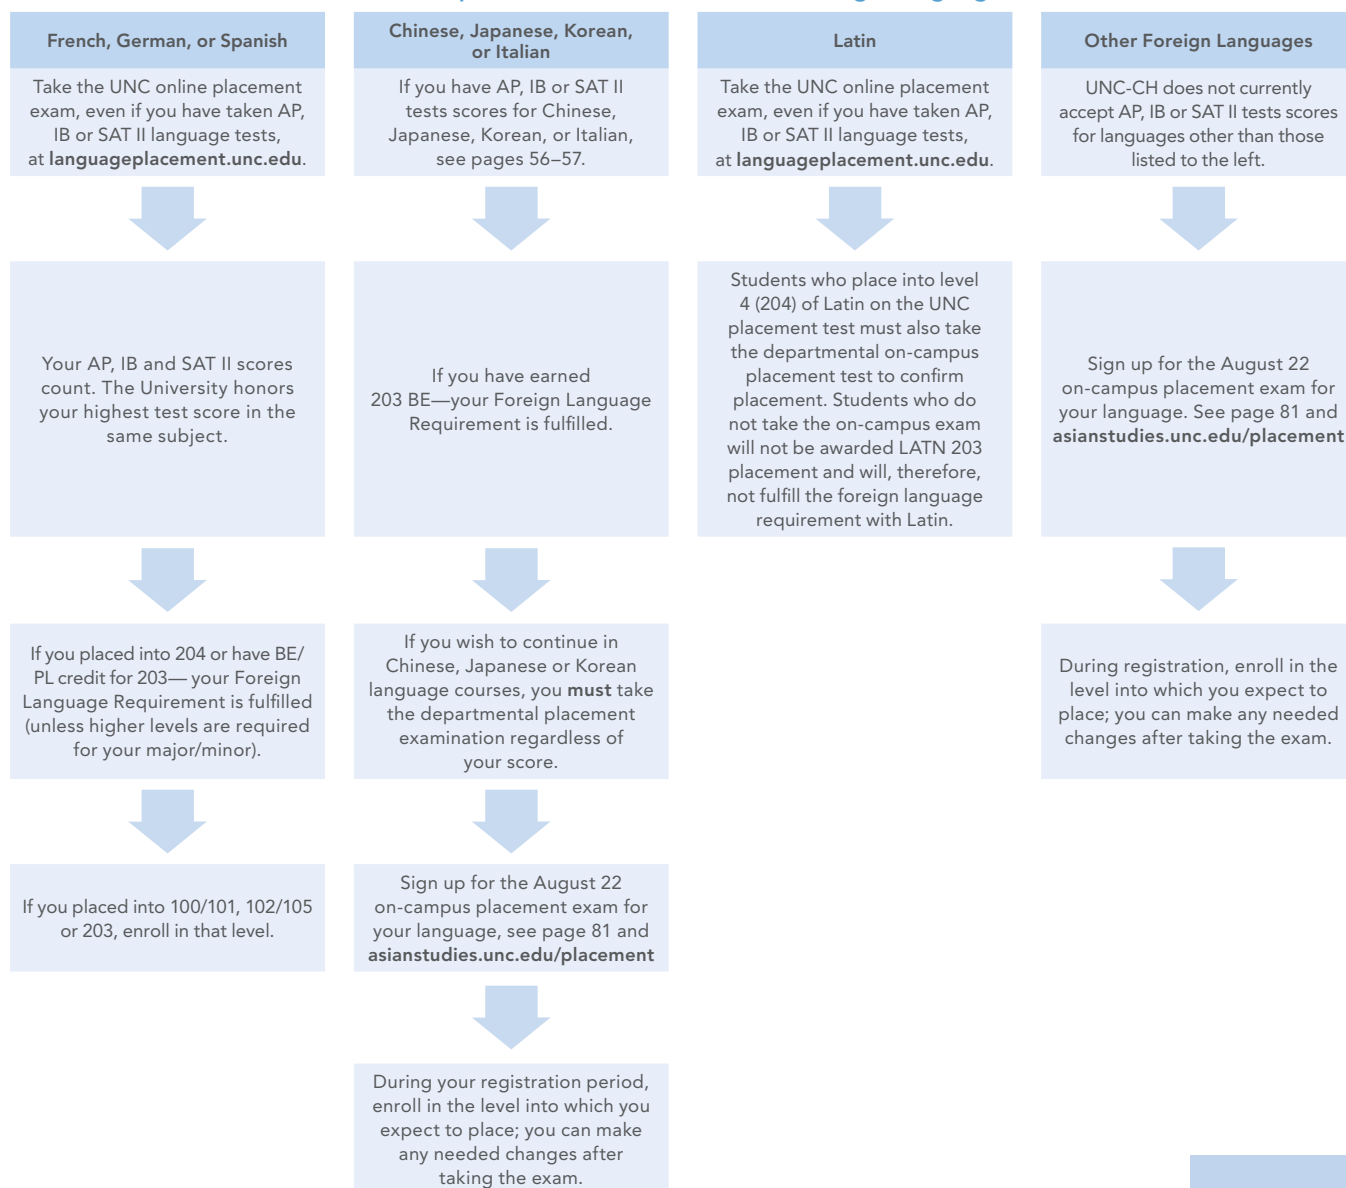 French, German, or Spanish
Take the UNC online placement
exam, even if you have taken AP,
IB or SAT II language tests,
at languageplacement.unc.edu.
Your AP, IB and SAT II scores
count. The University honors
your highest test score in the
same subject.
If you placed into 204 or have BE/
PL credit for 203— your Foreign
Language Requirement is fulfilled
(unless higher levels are required
for your major/minor).
If you placed into 100/101, 102/105
or 203, enroll in that level.
Chinese, Japanese, Korean,
or Italian
If you have AP, IB or SAT II
tests scores for Chinese,
Japanese, Korean, or Italian,
see pages 56–57.
If you have earned
203 BE—your Foreign Language
Requirement is fulfilled.
If you wish to continue in
Chinese, Japanese or Korean
language courses, you must take
the departmental placement
examination regardless of
your score.
Sign up for the August 22
on-campus placement exam for
your language, see page 81 and
asianstudies.unc.edu/placement
During your registration period,
enroll in the level into which you
expect to place; you can make
any needed changes after
taking the exam.
Latin
Take the UNC online placement
exam, even if you have taken AP,
IB or SAT II language tests,
at languageplacement.unc.edu.
Students who place into level
4 (204) of Latin on the UNC
placement test must also take
the departmental on-campus
placement test to confirm
placement. Students who do
not take the on-campus exam
will not be awarded LATN 203
placement and will, therefore,
not fulfill the foreign language
requirement with Latin.
Other Foreign Languages
UNC-CH does not currently
accept AP, IB or SAT II tests scores
for languages other than those
listed to the left.
Sign up for the August 22
on-campus placement exam for
your language. See page 81 and
asianstudies.unc.edu/placement
During registration, enroll in the
level into which you expect to
place; you can make any needed
changes after taking the exam.